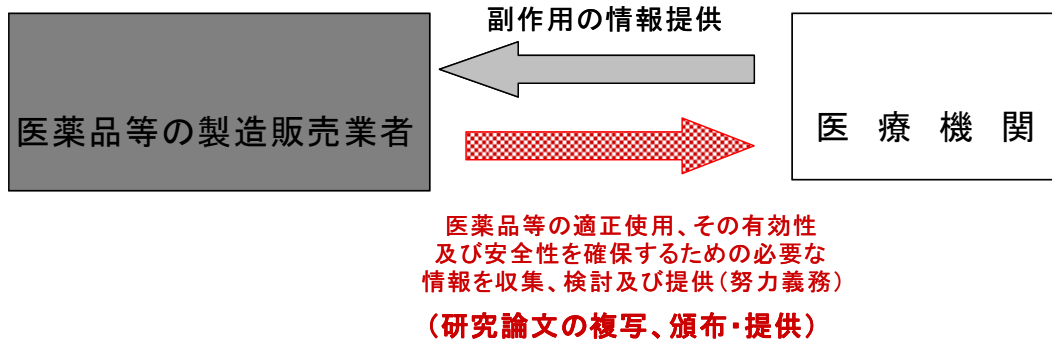 副作用の情報提供
医薬品等の製造販売業者
医療機関
医薬品等の適正使用、その有効性
及び安全性を確保するための必要な
情報を収集、検討及び提供(努力義務)
(研究論文の複写、頒布・提供)